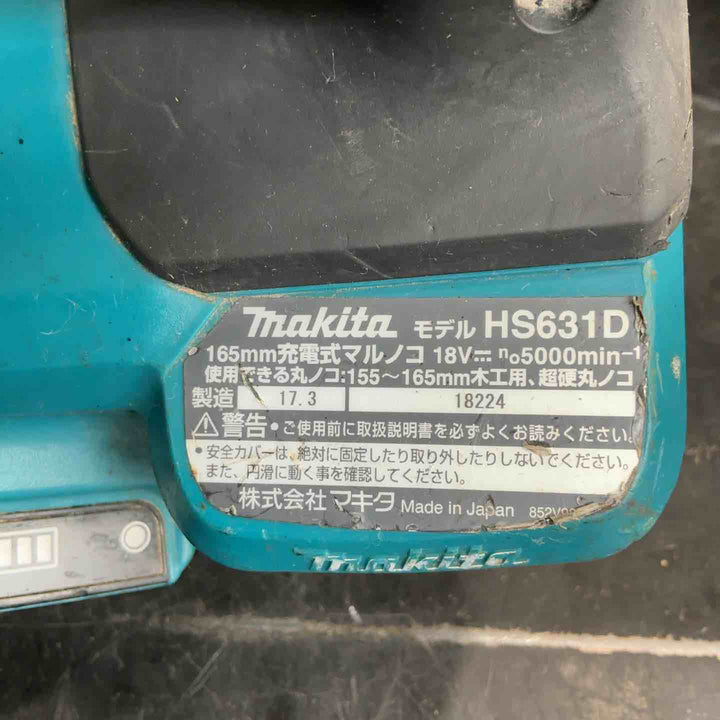 makita モデル HS631D
165mm充電式マルノコ 18V⎓ n₀5000min⁻¹
使用できる丸ノコ:155～165mm木工用、超硬丸ノコ
製造 17.3 18224
⚠警告•ご使用前に取扱説明書を必ずよくお読みください。
•安全カバーは、絶対に固定したり取り外したりしないでください。
また、円滑に動く事を確認してください。
株式会社マキタ Made in Japan
makita